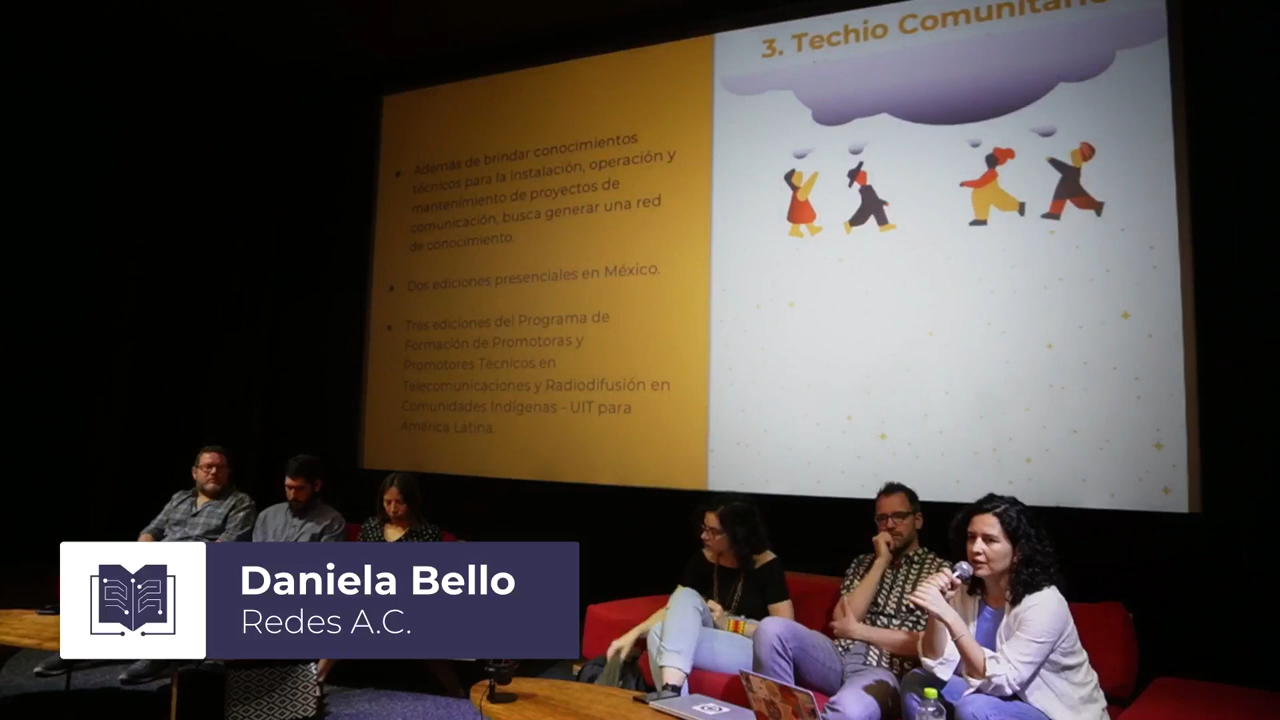 3. Techio Comunitario
Además de brindar conocimientos
técnicos para la instalación, operación y
mantenimiento de proyectos de
comunicación, busca generar una red
de conocimiento.
Dos ediciones presenciales en México.
Tres ediciones del Programa de
Formación de Promotoras y
Promotores Técnicos en
Telecomunicaciones y Radiodifusión en
Comunidades Indígenas - UIT para
América Latina.
Daniela Bello
Redes A.C.